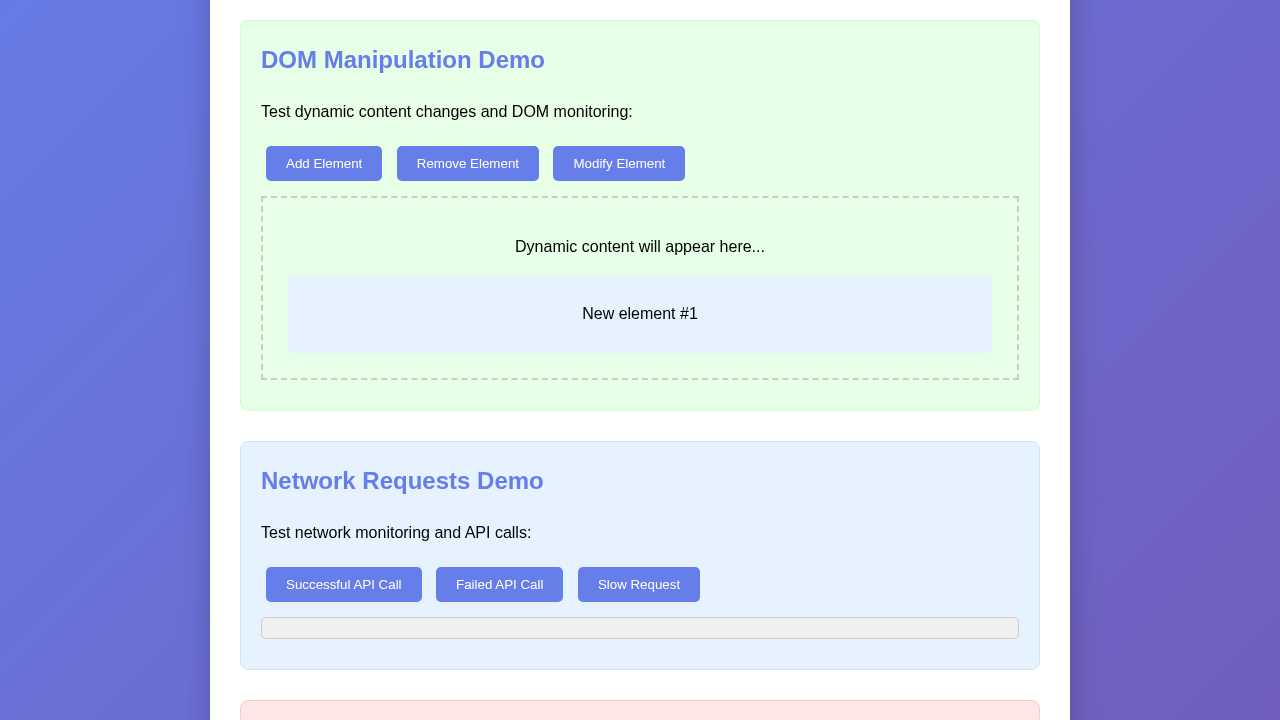 DOM Manipulation Demo
Test dynamic content changes and DOM monitoring:
Add Element Remove Element Modify Element
Dynamic content will appear here...
New element #1
Network Requests Demo
Test network monitoring and API calls:
Successful API Call Failed API Call Slow Request